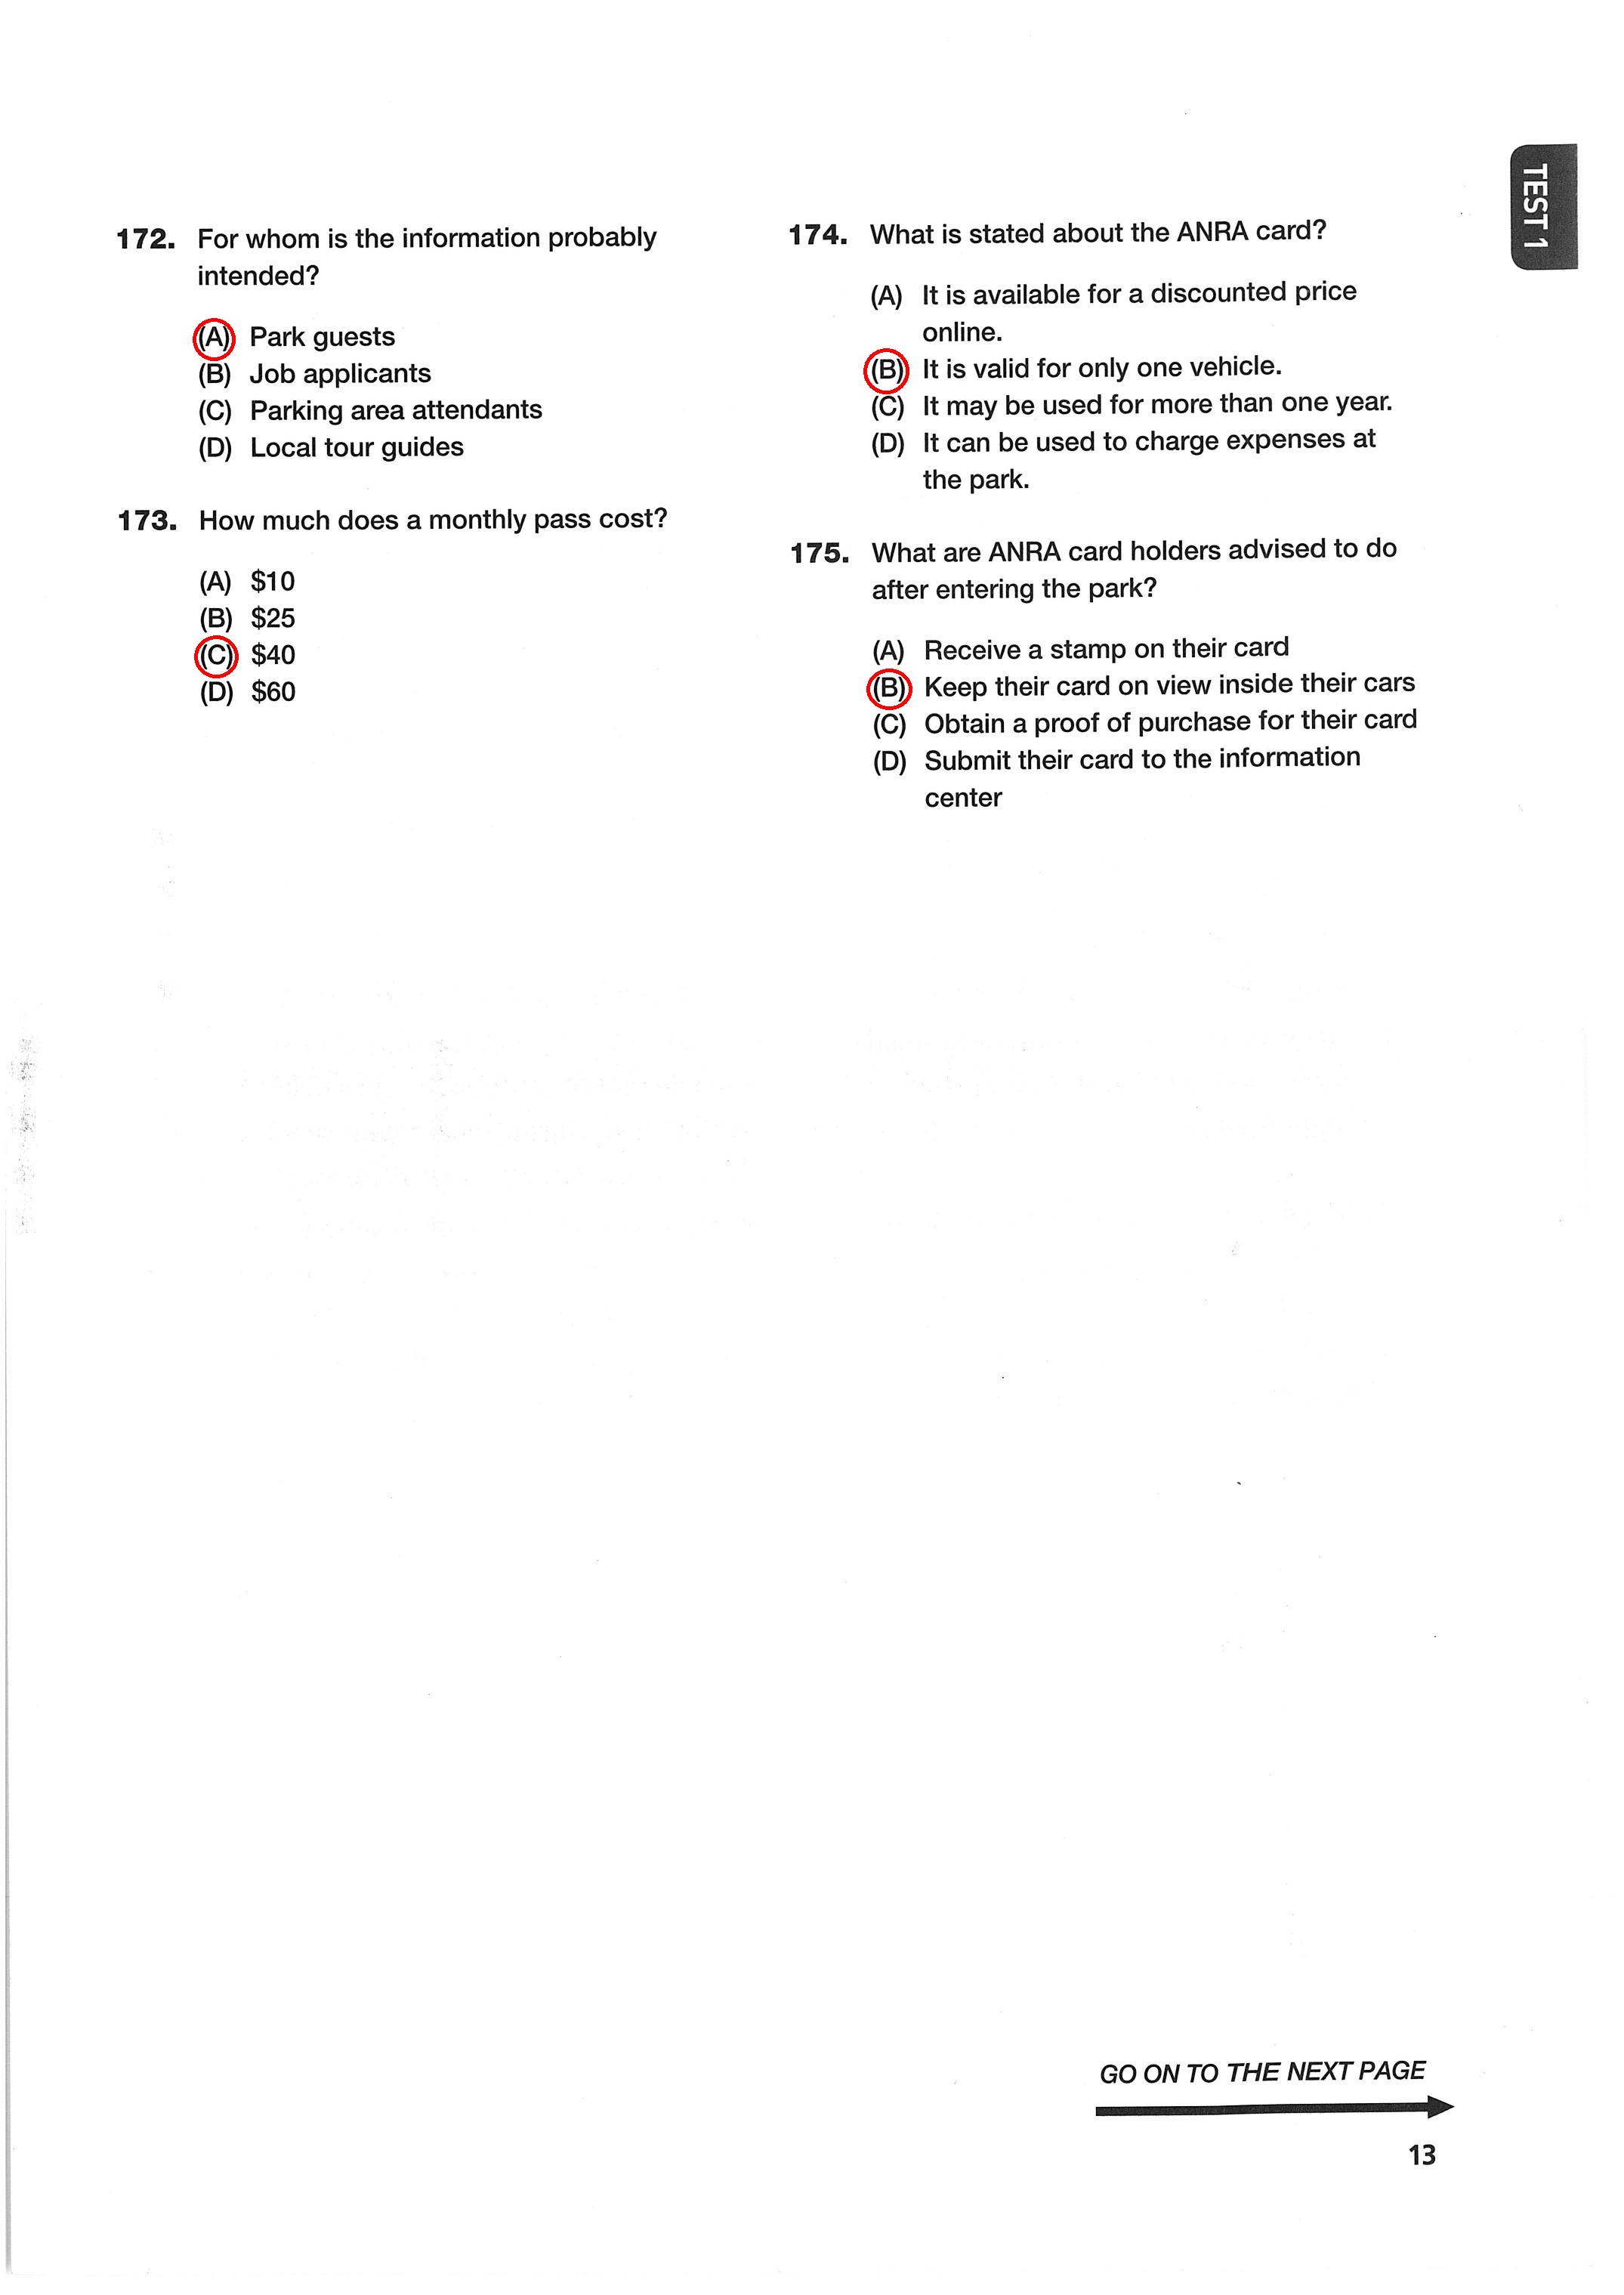 TEST 1
172. For whom is the information probably
intended?
(A) Park guests
(B) Job applicants
(C) Parking area attendants
(D) Local tour guides
173. How much does a monthly pass cost?
(A) $10
(B) $25
(C) $40
(D) $60
174. What is stated about the ANRA card?
(A) It is available for a discounted price
online.
(B) It is valid for only one vehicle.
(C) It may be used for more than one year.
(D) It can be used to charge expenses at
the park.
175. What are ANRA card holders advised to do
after entering the park?
(A) Receive a stamp on their card
(B) Keep their card on view inside their cars
(C) Obtain a proof of purchase for their card
(D) Submit their card to the information
center
GO ON TO THE NEXT PAGE
13